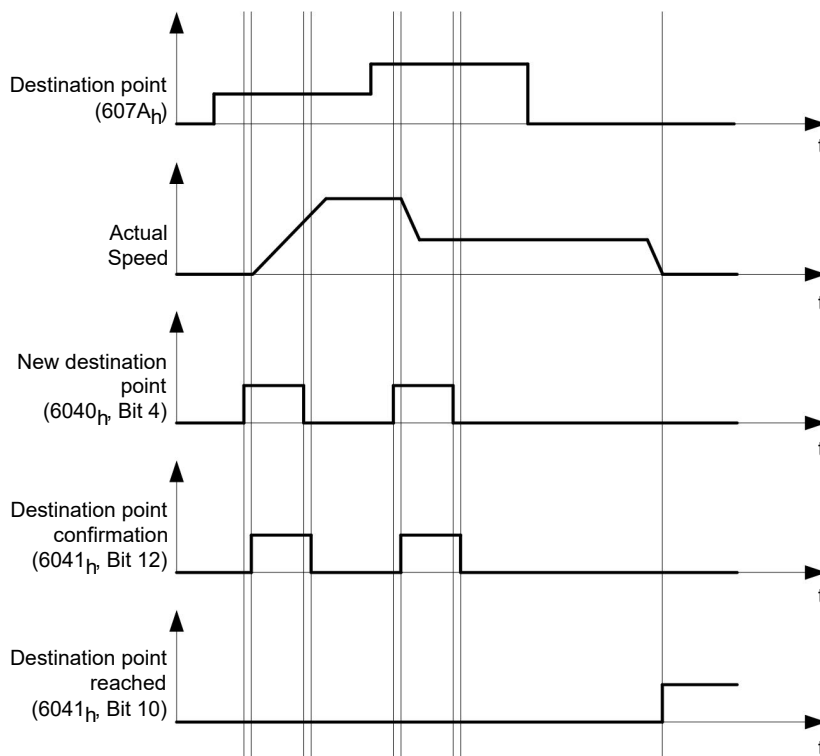 Destination point
(607Ah)
t
Actual
Speed
t
New destination
point
(6040h, Bit 4)
t
Destination point
confirmation
(6041h, Bit 12)
t
Destination point
reached
(6041h, Bit 10)
t